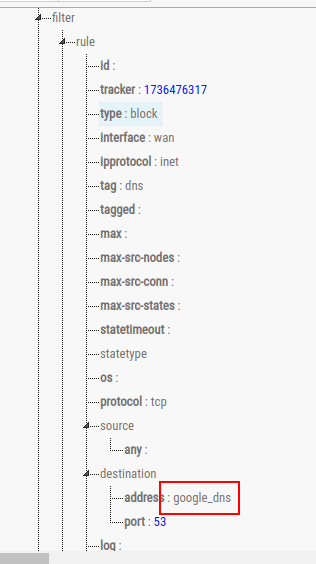 filter
rule
id :
tracker : 1736476317
type : block
interface : wan
ipprotocol : inet
tag : dns
tagged :
max :
max-src-nodes :
max-src-conn :
max-src-states :
statetimeout :
statetype
os :
protocol : tcp
source
any :
destination
address : google_dns
port : 53
log :